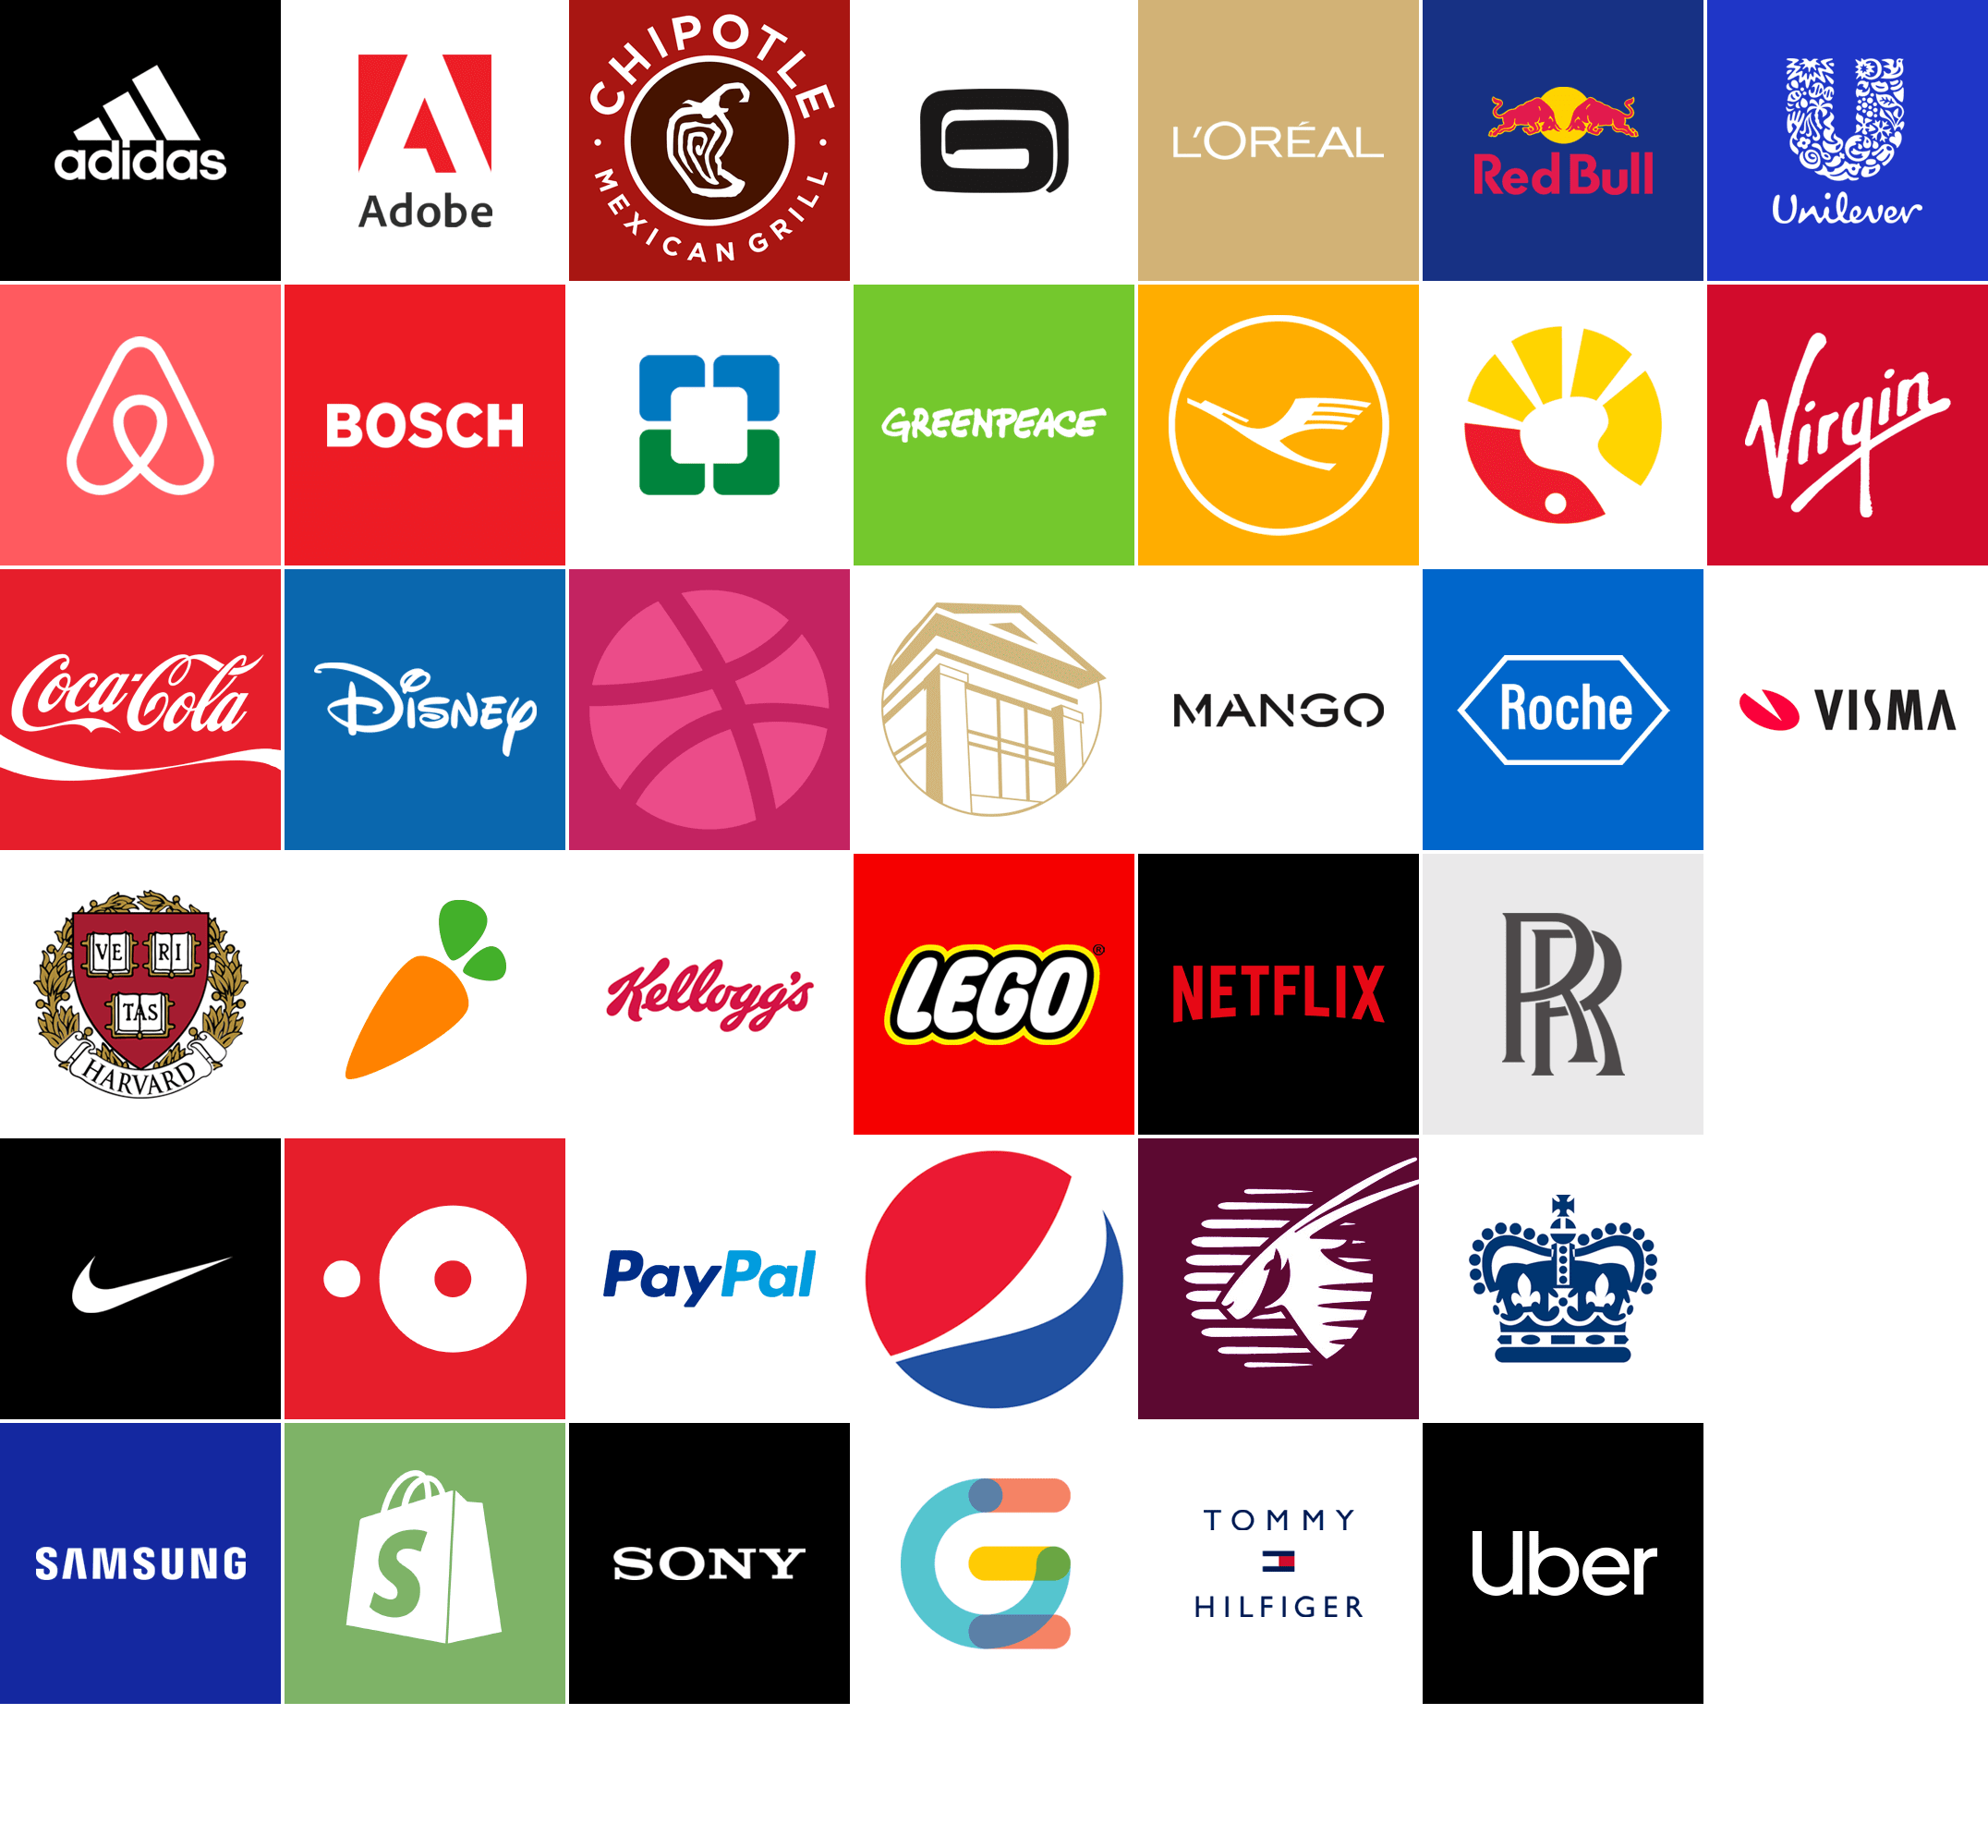 adidas
Adobe
CHIPOTLE
MEXICAN GRILL
L'ORÉAL
Red Bull
Unilever
BOSCH
GREENPEACE
Virgin
Coca-Cola
Disney
MANGO
Roche
VISMA
VE RI
TAS
HARVARD
Kellogg's
LEGO®
NETFLIX
RR
PayPal
SAMSUNG
S
SONY
TOMMY
HILFIGER
Uber